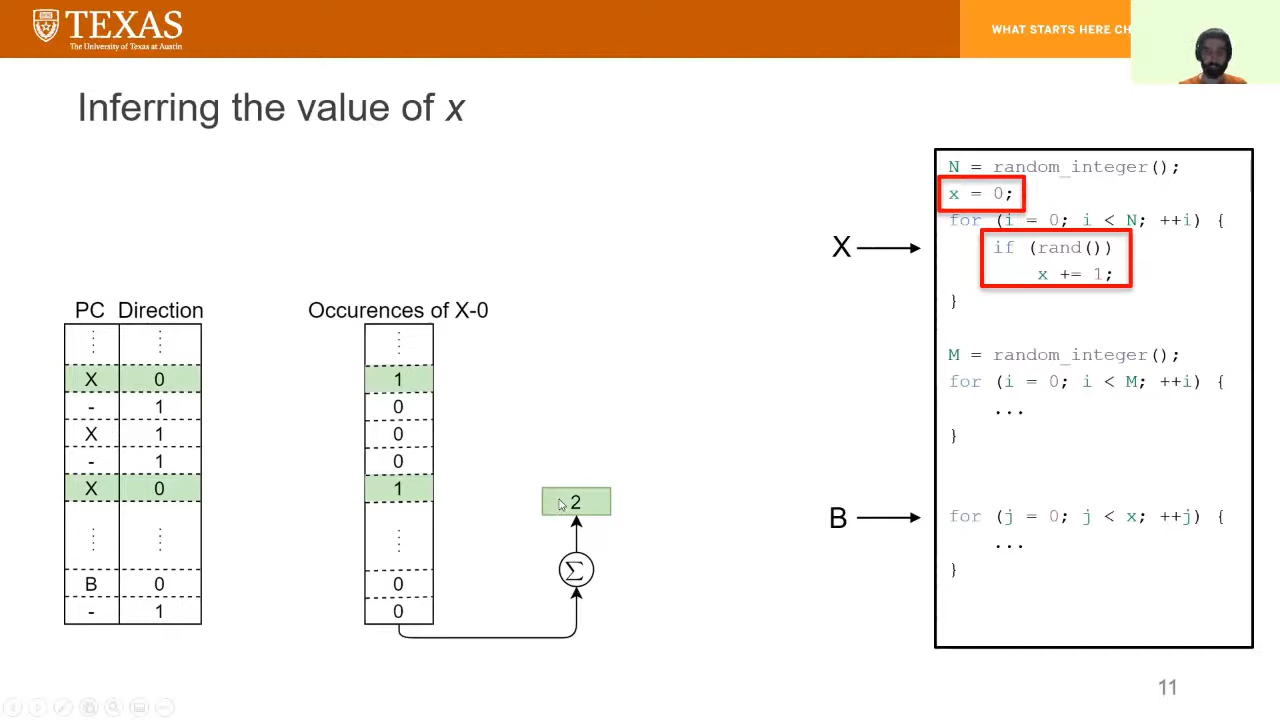 TEXAS
The University of Texas at Austin
WHAT STARTS HERE CH
Inferring the value of x
N = random_integer();
x = 0;
for (i = 0; i < N; ++i) {
if (rand())
x += 1;
}
M = random_integer();
for (i = 0; i < M; ++i) {
...
}
for (j = 0; j < x; ++j) {
...
}
X
B
PC Direction
X 0
- 1
X 1
- 1
X 0
B 0
- 1
Occurences of X-0
1
0
0
0
1
0
0
2
Σ
11